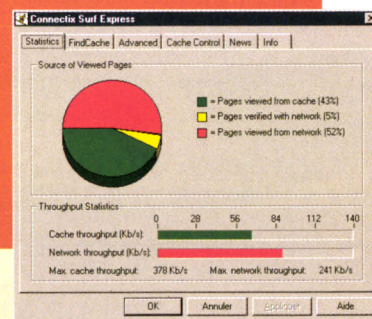 Connectix Surf Express
Statistics FindCache Advanced Cache Control News Info
Source of Viewed Pages
= Pages viewed from cache (43%)
= Pages verified with network (5%)
= Pages viewed from network (52%)
Throughput Statistics
0 28 56 84 112 140
Cache throughput (Kb/s):
Network throughput (Kb/s):
Max. cache throughput: 378 Kb/s Max. network throughput: 241 Kb/s
OK Annuler Appliquer Aide